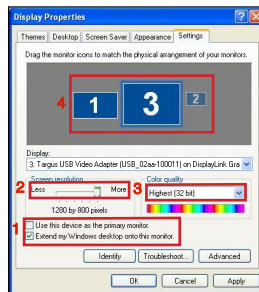 Display Properties
Themes Desktop Screen Saver Appearance Settings
Drag the monitor icons to match the physical arrangement of your monitors.
4
1 3 2
Display:
3. Targus USB Video Adapter (USB_02aa-100011) on DisplayLink Gra
Screen resolution
Color quality
2 Less More 3 Highest (32 bit)
1280 by 800 pixels
1
Use this device as the primary monitor.
Extend my Windows desktop onto this monitor.
Identify Troubleshoot... Advanced
OK Cancel Apply